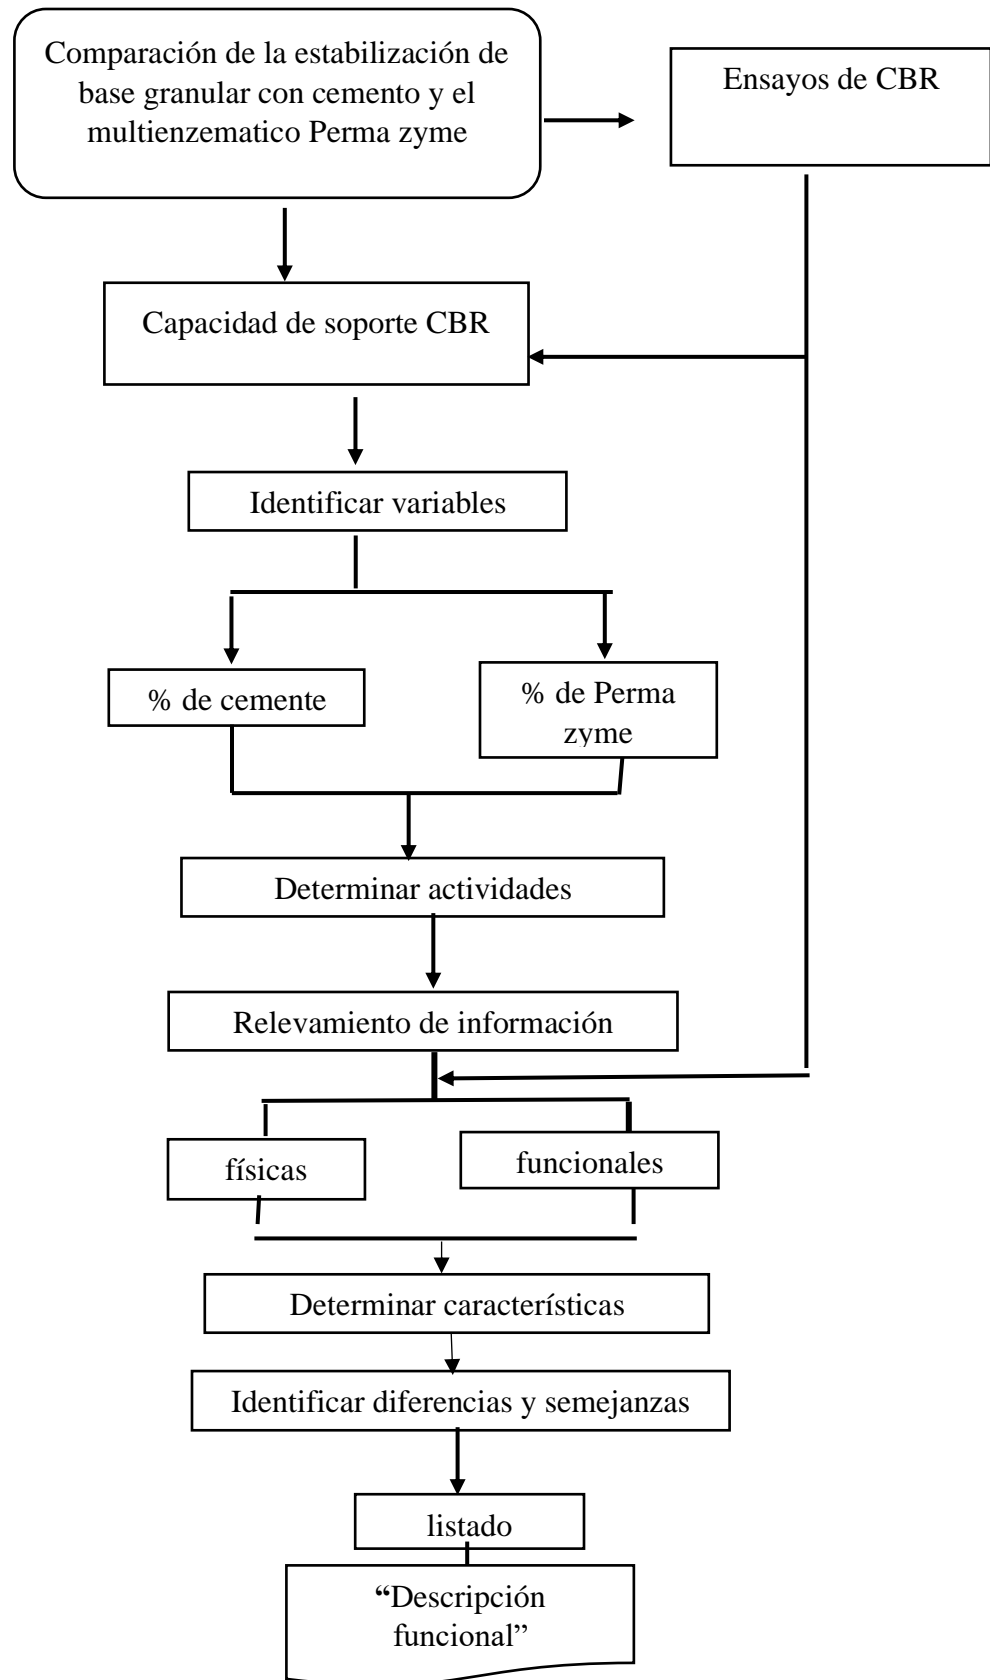 Comparación de la estabilización de
base granular con cemento y el
multienzematico Perma zyme
Ensayos de CBR
Capacidad de soporte CBR
Identificar variables
% de cemente
% de Perma
zyme
Determinar actividades
Relevamiento de información
físicas
funcionales
Determinar características
Identificar diferencias y semejanzas
listado
“Descripción
funcional”